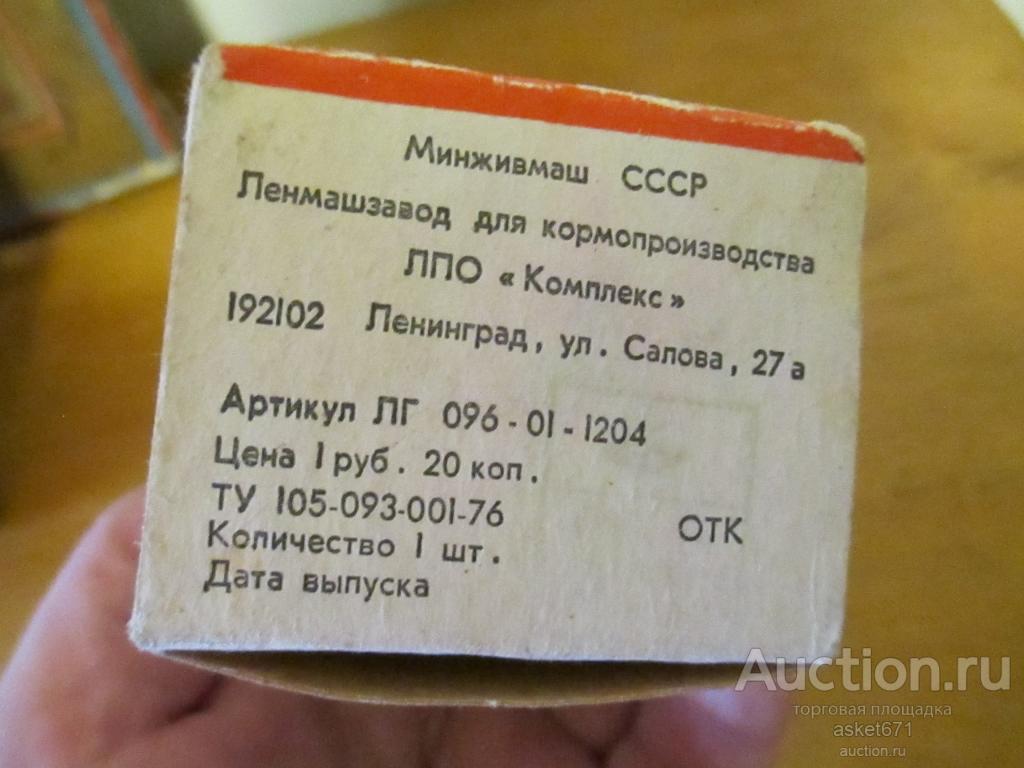 Минживмаш СССР
Ленмашзавод для кормопроизводства
ЛПО «Комплекс»
192102 Ленинград, ул. Салова, 27а
Артикул ЛГ 096-01-1204
Цена 1 руб. 20 коп.
ТУ 105-093-001-76
ОТК
Количество 1 шт.
Дата выпуска
Auction.ru
торговая площадка
asket671
auction.ru